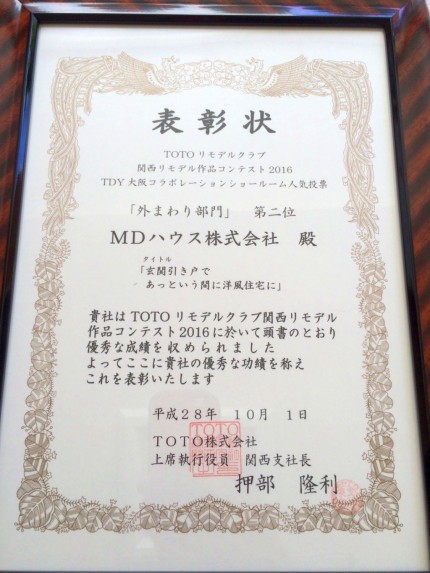 表彰状
TOTOリモデルクラブ
関西リモデル作品コンテスト2016
TDY大阪コラボレーションショールーム人気投票
「外まわり部門」 第二位
MDハウス株式会社 殿
タイトル
「玄関引き戸で
あっという間に洋風住宅に」
貴社はTOTOリモデルクラブ関西リモデル
作品コンテスト2016に於いて頭書のとおり
優秀な成績を収められました
よってここに貴社の優秀な功績を称え
これを表彰いたします
平成28年 10月 1日
TOTO株式会社
上席執行役員 関西支社長
押部 隆利
TOTO